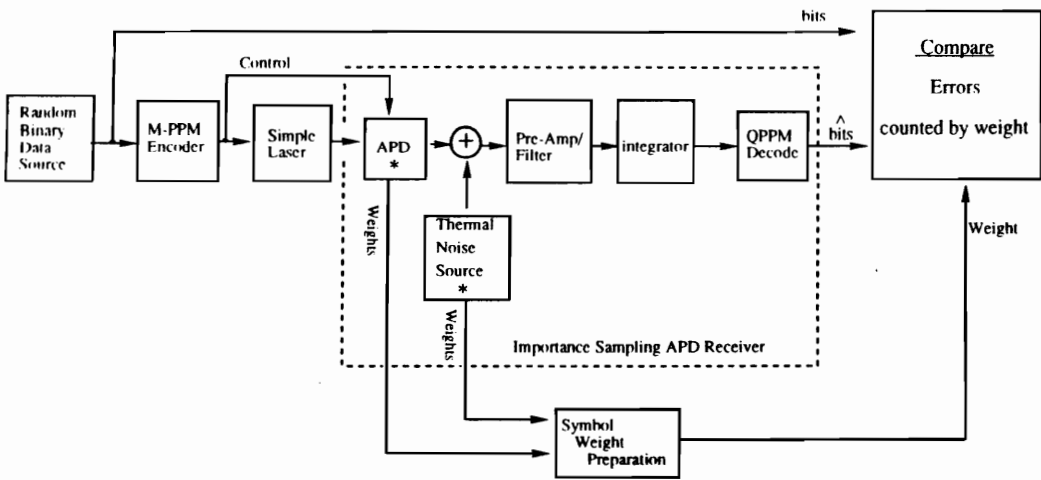 bits
Compare
Errors
counted by weight
Control
Random
Binary
Data
Source
M-PPM
Encoder
Simple
Laser
APD
*
+
Pre-Amp/
Filter
integrator
QPPM
Decode
^
bits
Weights
Thermal
Noise
Source
*
Weights
Weight
Importance Sampling APD Receiver
Symbol
Weight
Preparation